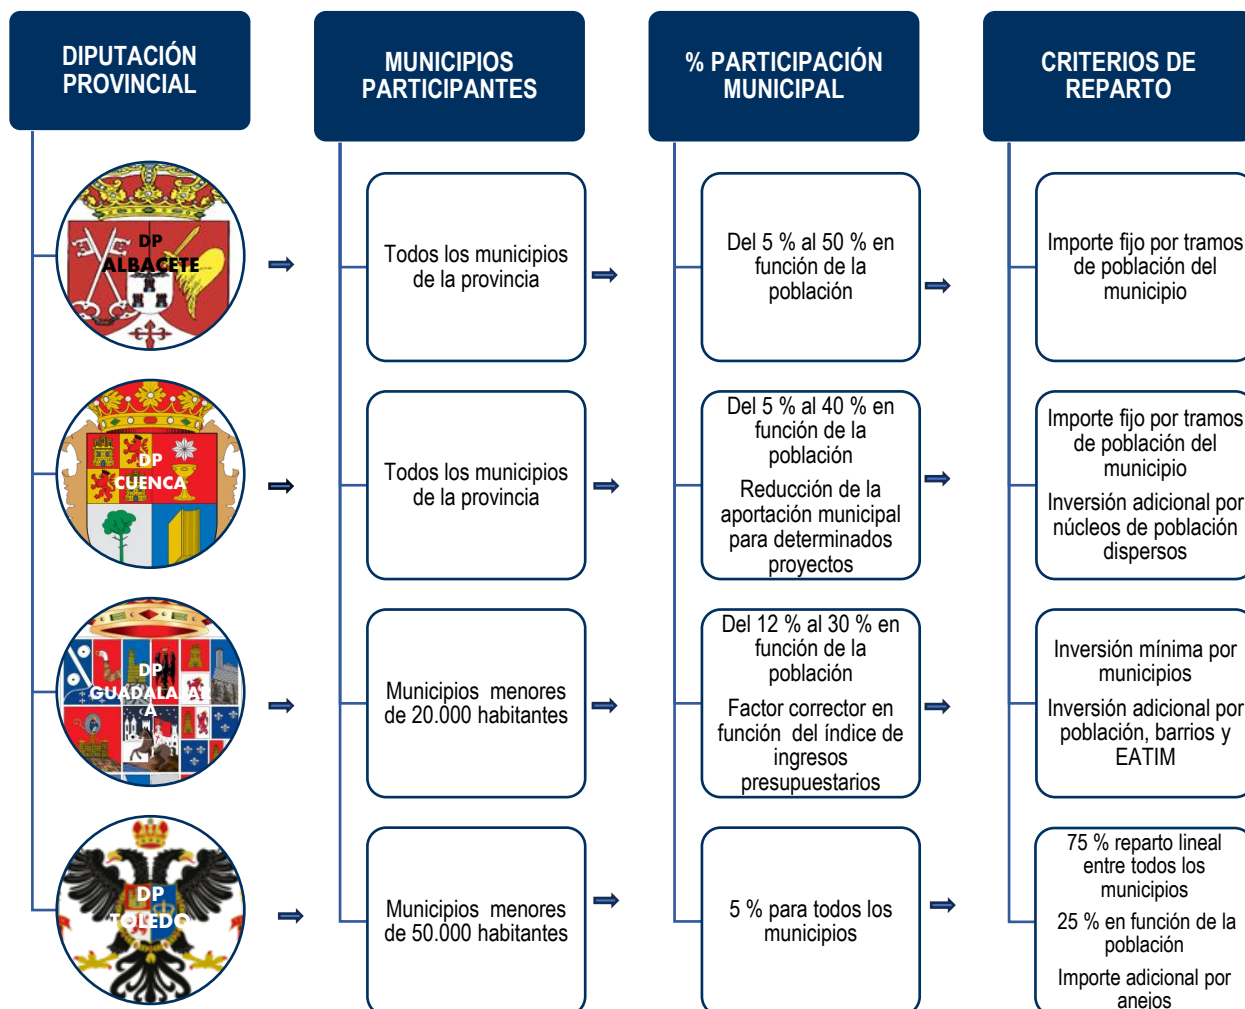 DIPUTACIÓN
PROVINCIAL
MUNICIPIOS
PARTICIPANTES
% PARTICIPACIÓN
MUNICIPAL
CRITERIOS DE
REPARTO
DP
ALBACETE
Todos los municipios
de la provincia
Del 5 % al 50 % en
función de la
población
Importe fijo por tramos
de población del
municipio
DP
CUENCA
Todos los municipios
de la provincia
Del 5 % al 40 % en
función de la
población
Reducción de la
aportación municipal
para determinados
proyectos
Importe fijo por tramos
de población del
municipio
Inversión adicional por
núcleos de población
dispersos
DP
GUADALAJAR
A
Municipios menores
de 20.000 habitantes
Del 12 % al 30 % en
función de la
población
Factor corrector en
función del índice de
ingresos
presupuestarios
Inversión mínima por
municipios
Inversión adicional por
población, barrios y
EATIM
DP
TOLEDO
Municipios menores
de 50.000 habitantes
5 % para todos los
municipios
75 % reparto lineal
entre todos los
municipios
25 % en función de la
población
Importe adicional por
anejos